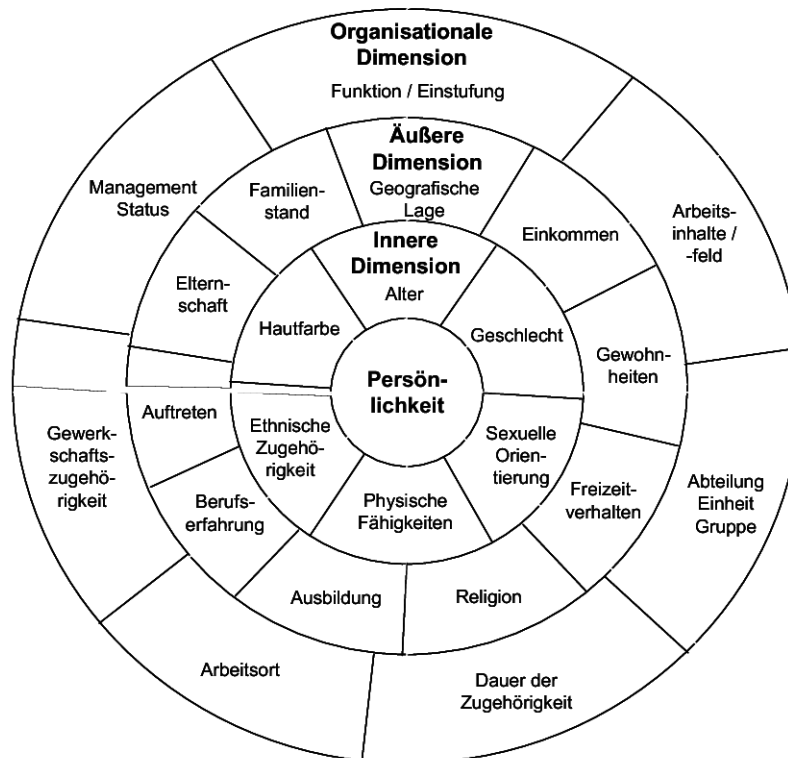 Organisationale
Dimension
Funktion / Einstufung
Äußere
Dimension
Geografische
Lage
Innere
Dimension
Alter
Persön-
lichkeit
Management
Status
Familien-
stand
Eltern-
schaft
Hautfarbe
Einkommen
Arbeits-
inhalte /
-feld
Geschlecht
Gewohn-
heiten
Auftreten
Ethnische
Zugehö-
rigkeit
Sexuelle
Orien-
tierung
Gewerk-
schafts-
zugehö-
rigkeit
Berufs-
erfahrung
Physische
Fähigkeiten
Freizeit-
verhalten
Abteilung
Einheit
Gruppe
Ausbildung
Religion
Arbeitsort
Dauer der
Zugehörigkeit